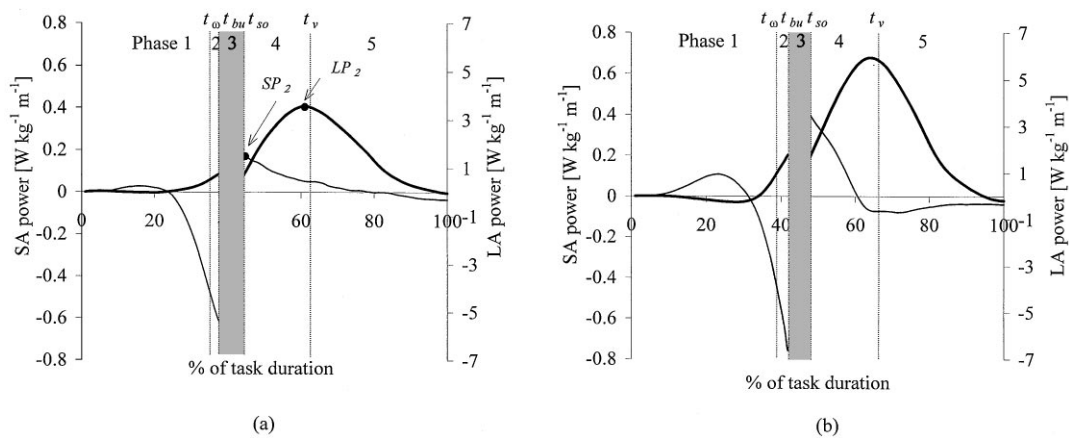 t_ω t_bu t_so t_v
Phase 1 2 3 4 5
SP_2 LP_2
0.8
0.6
0.4
0.2
0
-0.2
-0.4
-0.6
-0.8
SA power [W kg⁻¹ m⁻¹]
20 40 60 80 100
7
5
3
1
-1
-3
-5
-7
LA power [W kg⁻¹ m⁻¹]
% of task duration
(a)
t_ω t_bu t_so t_v
Phase 1 2 3 4 5
0.8
0.6
0.4
0.2
0
-0.2
-0.4
-0.6
-0.8
SA power [W kg⁻¹ m⁻¹]
0 20 40 60 80 100
7
5
3
1
-1
-3
-5
-7
LA power [W kg⁻¹ m⁻¹]
% of task duration
(b)